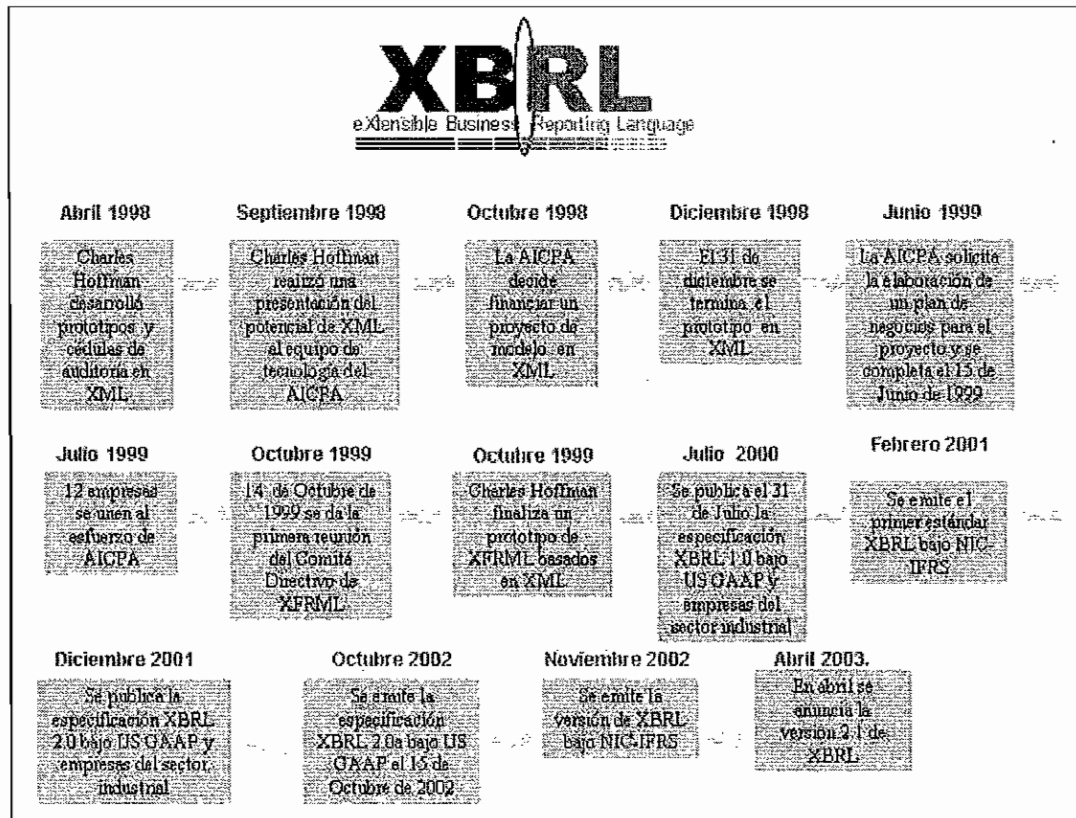 XBRL
eXtensible Business Reporting Language
Abril 1998
Charles
Hoffman
desarrolló
prototipos y
cédulas de
auditoría en
XML
Septiembre 1998
Charles Hoffman
realizó una
presentación del
potencial de XML
al equipo de
tecnología del
AICPA
Octubre 1998
La AICPA
decide
financiar un
proyecto de
modelo en
XML
Diciembre 1998
El 31 de
diciembre se
termina el
prototipo en
XML
Junio 1999
La AICPA solicita
la elaboración de
un plan de
negocios para el
proyecto y se
completa el 15 de
Junio de 1999
Julio 1999
12 empresas
se unen al
esfuerzo de
AICPA
Octubre 1999
14 de Octubre de
1999 se da la
primera reunión
del Comité
Directivo de
XFRML
Octubre 1999
Charles Hoffman
finaliza un
prototipo de
XFRML basados
en XML
Julio 2000
Se publica el 31
de Julio la
especificación
XBRL 1.0 bajo
US GAAP y
empresas del
sector industrial
Febrero 2001
Se emite el
primer estándar
XBRL bajo NIC-
IFRS
Diciembre 2001
Se publica la
especificación XBRL
2.0 bajo US GAAP y
empresas del sector
industrial
Octubre 2002
Se emite la
especificación
XBRL 2.0a bajo US
GAAP el 15 de
Octubre de 2002
Noviembre 2002
Se emite la
versión de XBRL
bajo NIC-IFRS
Abril 2003.
En abril se
anuncia la
versión 2.1 de
XBRL